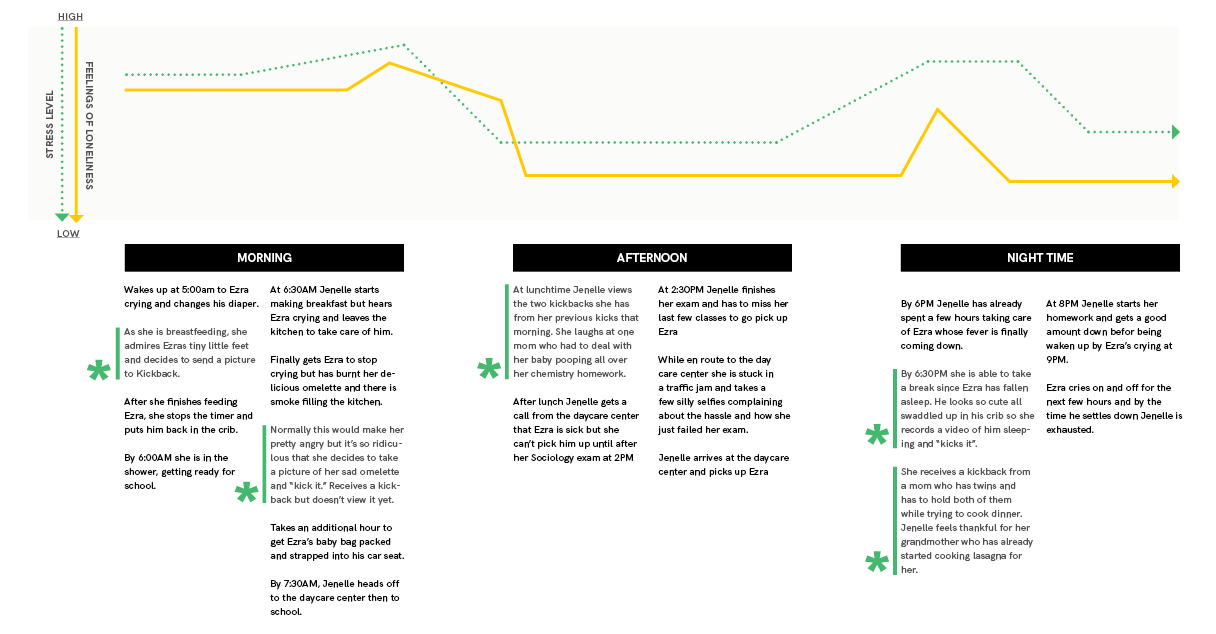 HIGH
STRESS LEVEL
FEELINGS OF LONELINESS
LOW
MORNING
Wakes up at 5:00am to Ezra
crying and changes his diaper.
As she is breastfeeding, she
admires Ezras tiny little feet
and decides to send a picture
to Kickback.
After she finishes feeding
Ezra, she stops the timer and
puts him back in the crib.
By 6:00AM she is in the
shower, getting ready for
school.
At 6:30AM Jenelle starts
making breakfast but hears
Ezra crying and leaves the
kitchen to take care of him.
Finally gets Ezra to stop
crying but has burnt her de-
licious omelette and there is
smoke filling the kitchen.
Normally this would make her
pretty angry but it's so ridicu-
lous that she decides to take
a picture of her sad omelette
and "kick it." Receives a kick-
back but doesn't view it yet.
Takes an additional hour to
get Ezra's baby bag packed
and strapped into his car seat.
By 7:30AM, Jenelle heads off
to the daycare center then to
school.
AFTERNOON
At lunchtime Jenelle views
the two kickbacks she has
from her previous kicks that
morning. She laughs at one
mom who had to deal with
her baby pooping all over
her chemistry homework.
After lunch Jenelle gets a
call from the daycare center
that Ezra is sick but she
can't pick him up until after
her Sociology exam at 2PM
At 2:30PM Jenelle finishes
her exam and has to miss her
last few classes to go pick up
Ezra
While en route to the day
care center she is stuck in
a traffic jam and takes a
few silly selfies complaining
about the hassle and how she
just failed her exam.
Jenelle arrives at the daycare
center and picks up Ezra
NIGHT TIME
By 6PM Jenelle has already
spent a few hours taking care
of Ezra whose fever is finally
coming down.
By 6:30PM she is able to take
a break since Ezra has fallen
asleep. He looks so cute all
swaddled up in his crib so she
records a video of him sleep-
ing and "kicks it".
She receives a kickback from
a mom who has twins and
has to hold both of them
while trying to cook dinner.
Jenelle feels thankful for her
grandmother who has already
started cooking lasagna for
her.
At 8PM Jenelle starts her
homework and gets a good
amount down befor being
waken up by Ezra's crying at
9PM.
Ezra cries on and off for the
next few hours and by the
time he settles down Jenelle is
exhausted.